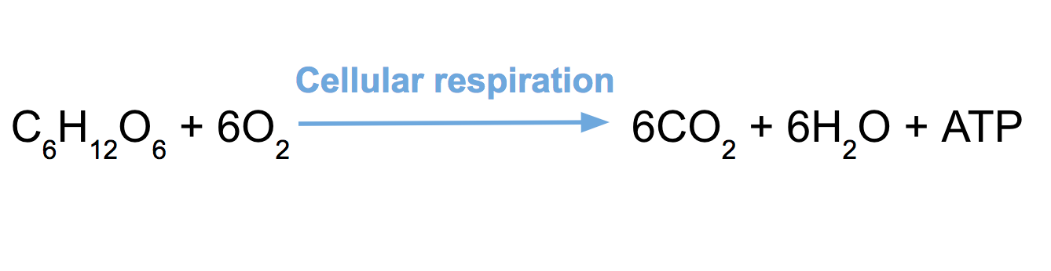 Cellular respiration
C₆H₁₂O₆ + 6O₂ 6CO₂ + 6H₂O + ATP